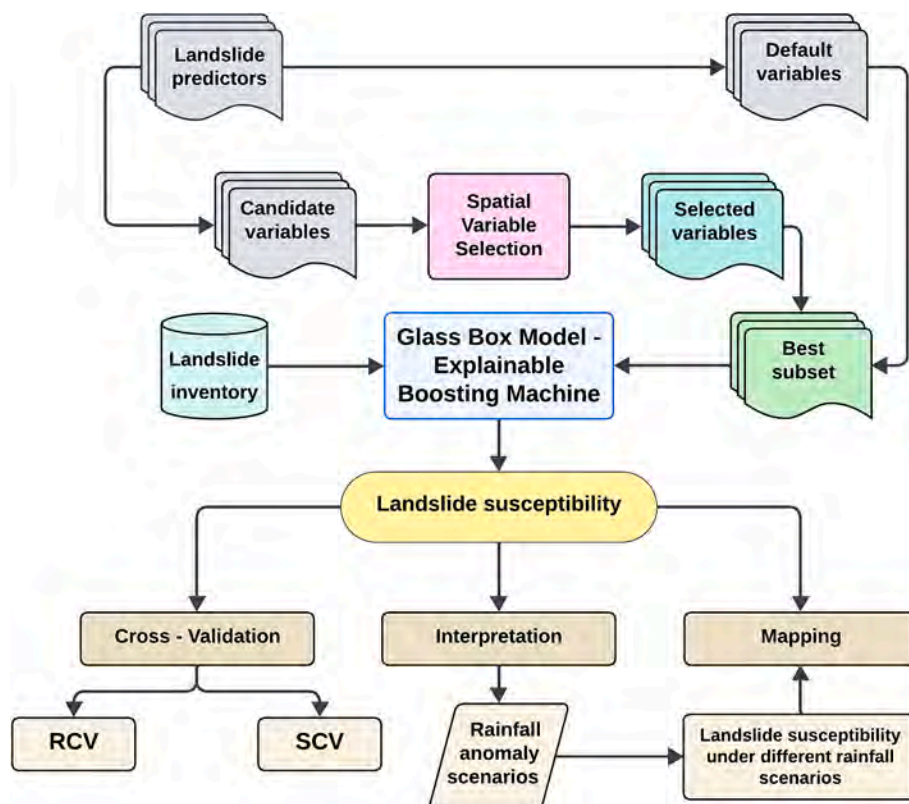 Landslide
predictors
Default
variables
Candidate
variables
Spatial
Variable
Selection
Selected
variables
Landslide
inventory
Glass Box Model -
Explainable
Boosting Machine
Best
subset
Landslide susceptibility
Cross - Validation
Interpretation
Mapping
RCV
SCV
Rainfall
anomaly
scenarios
Landslide susceptibility
under different rainfall
scenarios